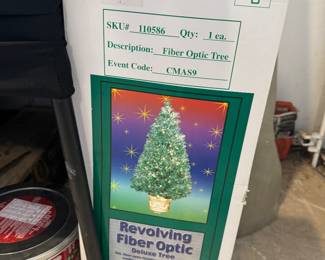 SKU# 110586 Qty: 1 ea.
Description: Fiber Optic Tree
Event Code: CMAS9
Revolving
Fiber Optic
Deluxe Tree